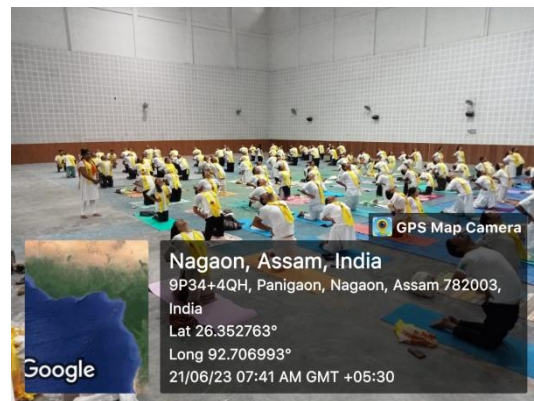 GPS Map Camera
Nagaon, Assam, India
9P34+4QH, Panigaon, Nagaon, Assam 782003,
India
Lat 26.352763°
Long 92.706993°
21/06/23 07:41 AM GMT +05:30
Google